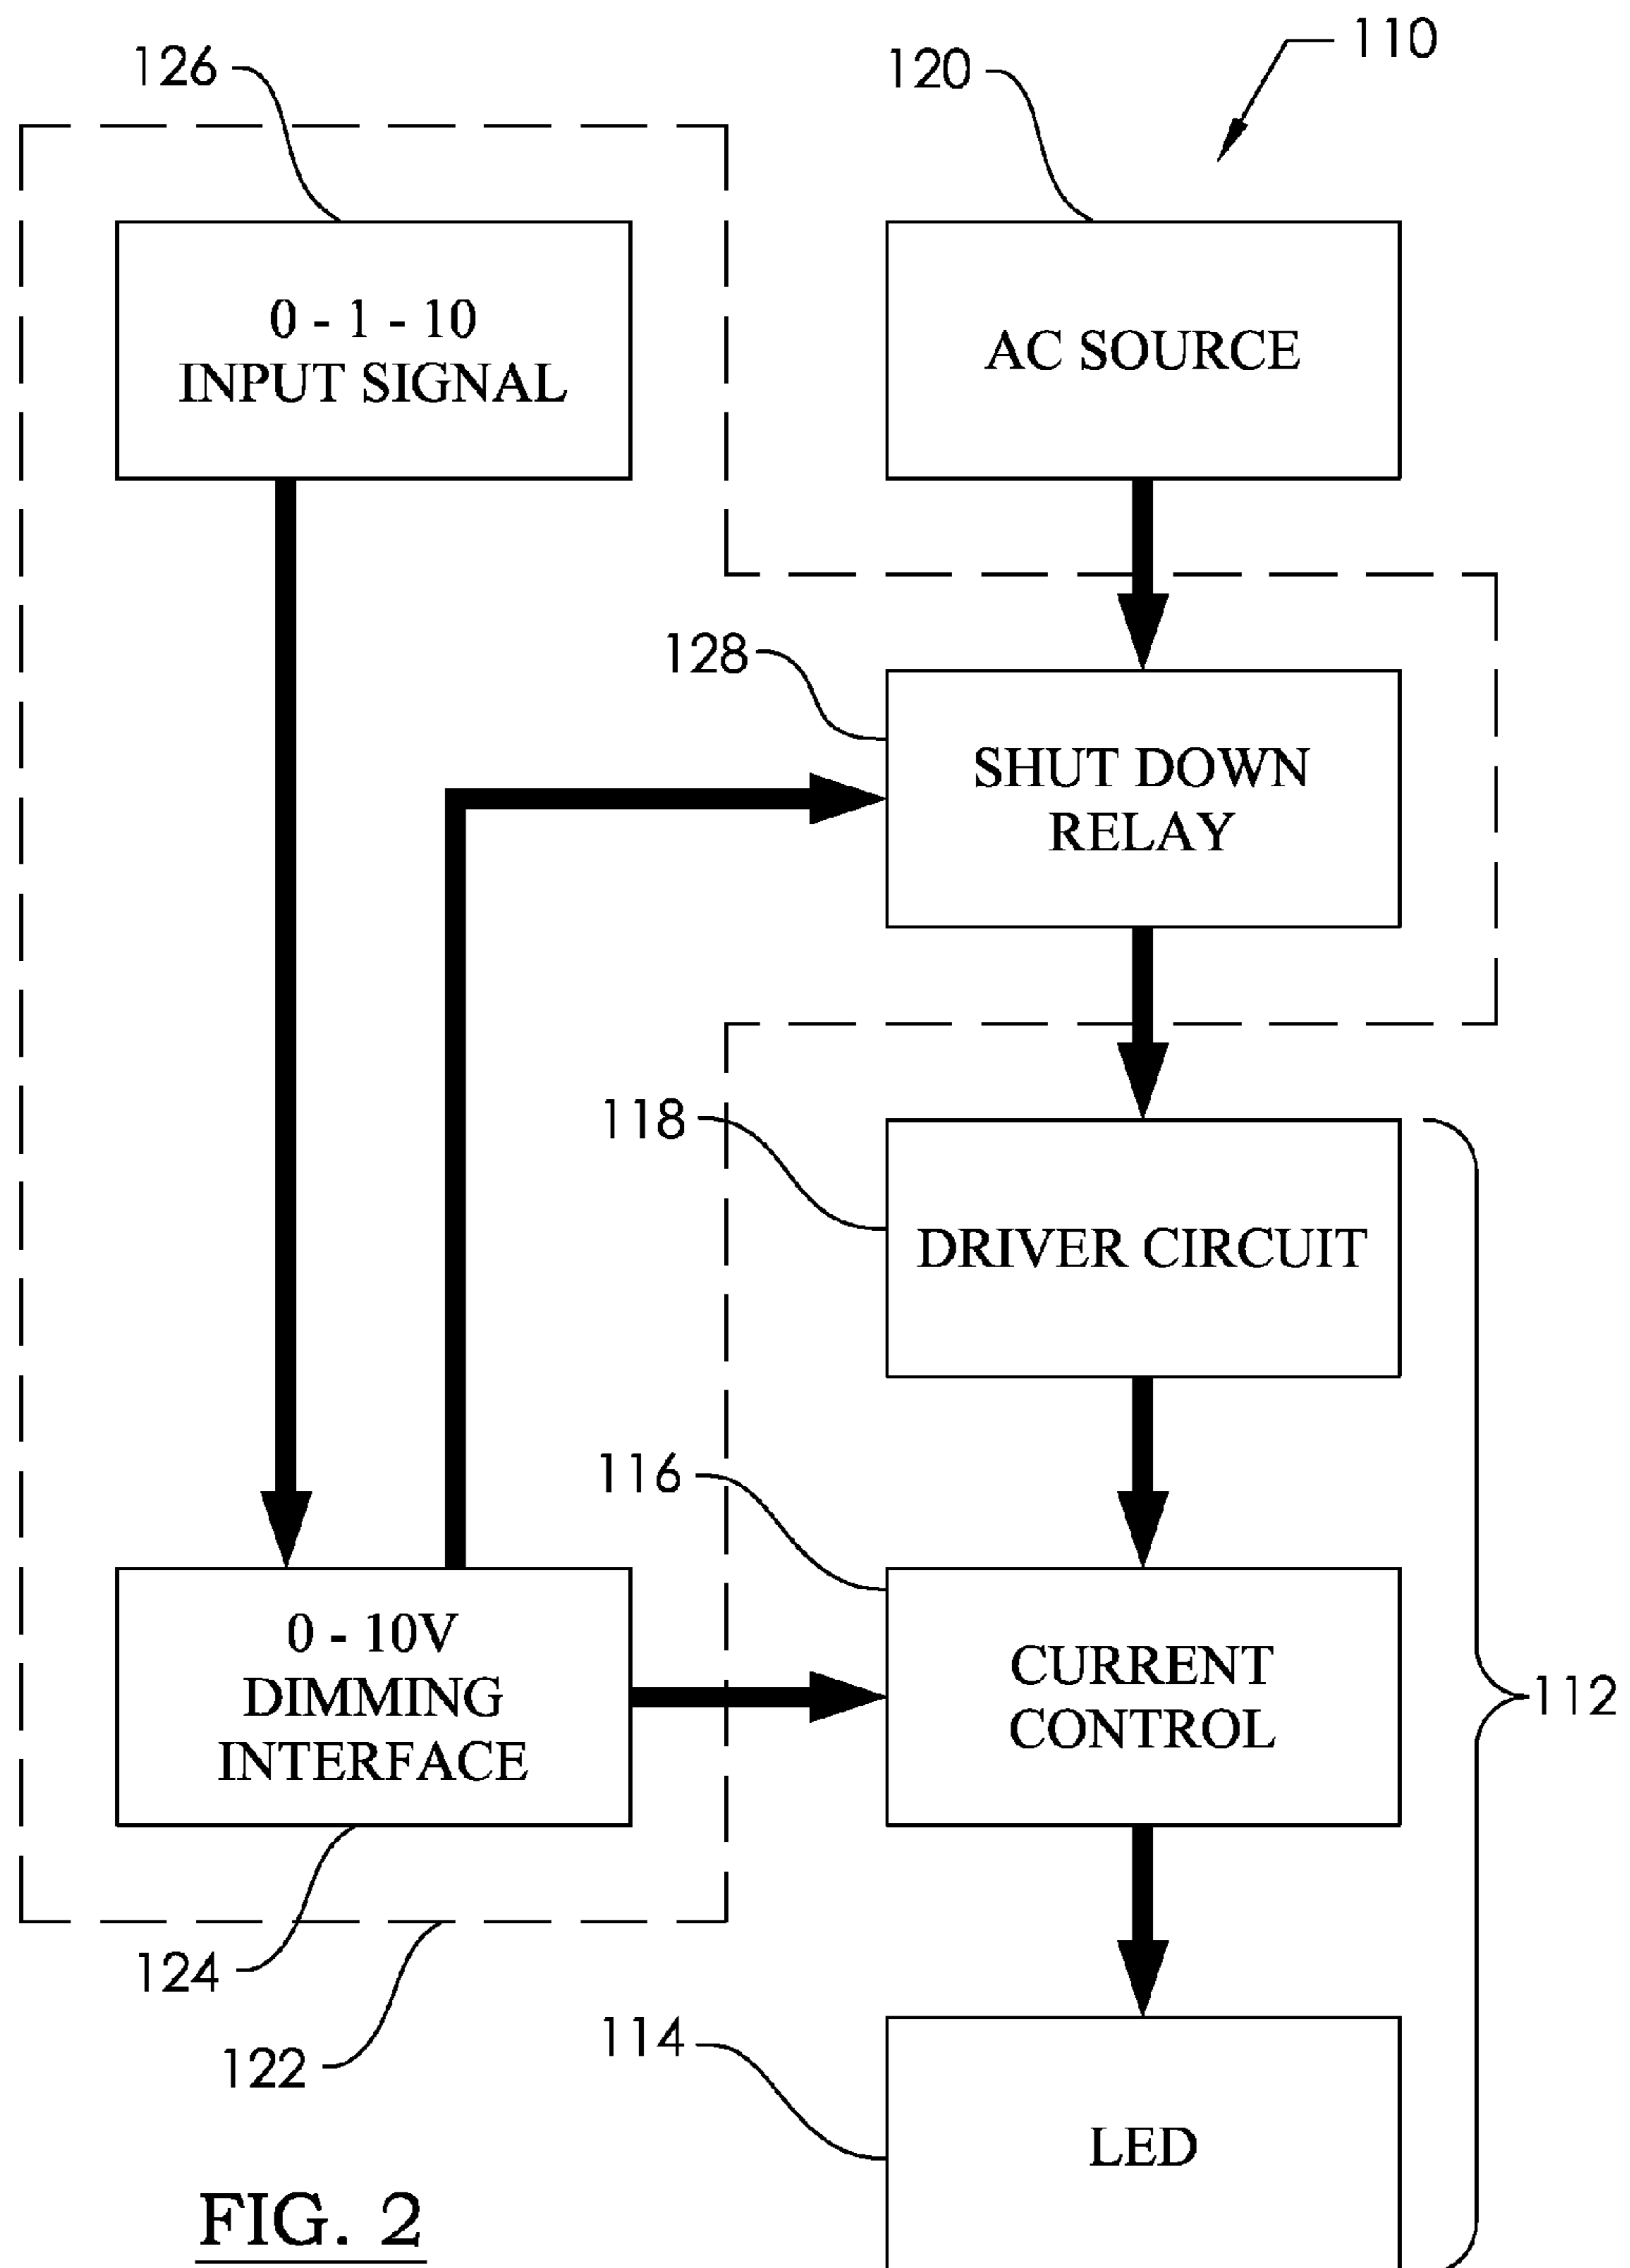 110
126
120
0 - 1 - 10
INPUT SIGNAL
AC SOURCE
128
SHUT DOWN
RELAY
118
DRIVER CIRCUIT
116
0 - 10V
DIMMING
INTERFACE
CURRENT
CONTROL
112
124
122
114
LED
FIG. 2